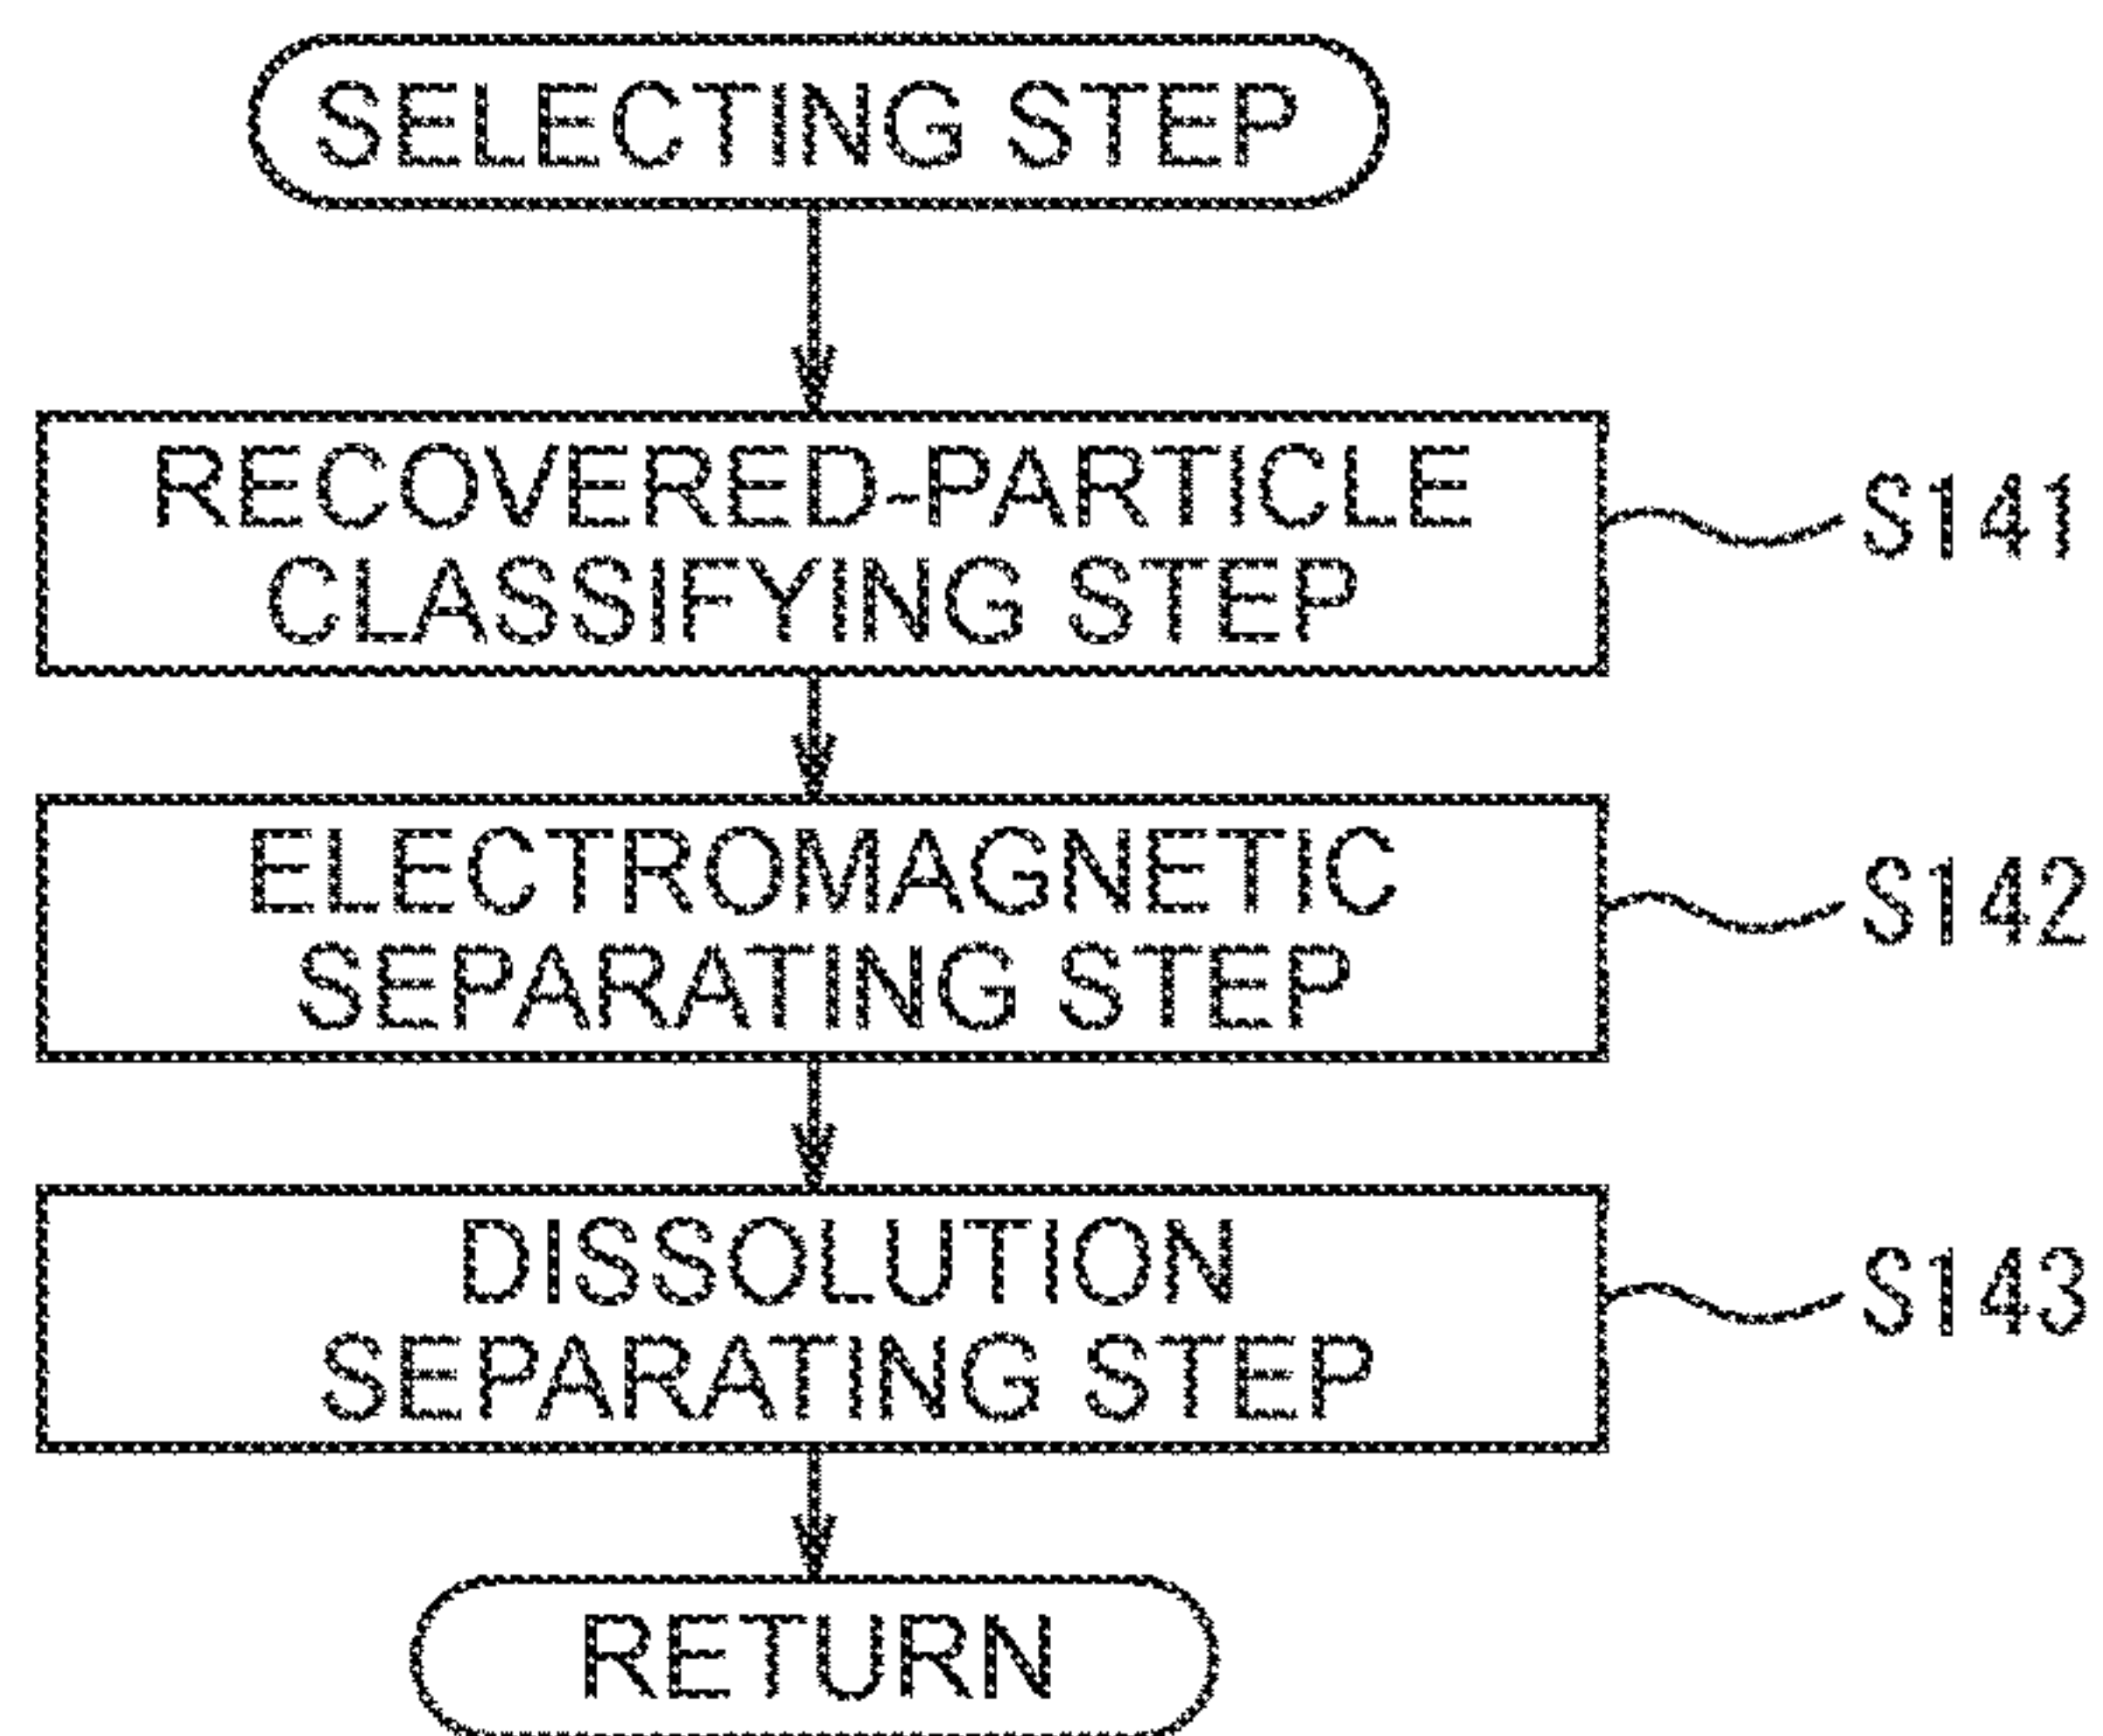 SELECTING STEP
RECOVERED-PARTICLE
CLASSIFYING STEP
S141
ELECTROMAGNETIC
SEPARATING STEP
S142
DISSOLUTION
SEPARATING STEP
S143
RETURN